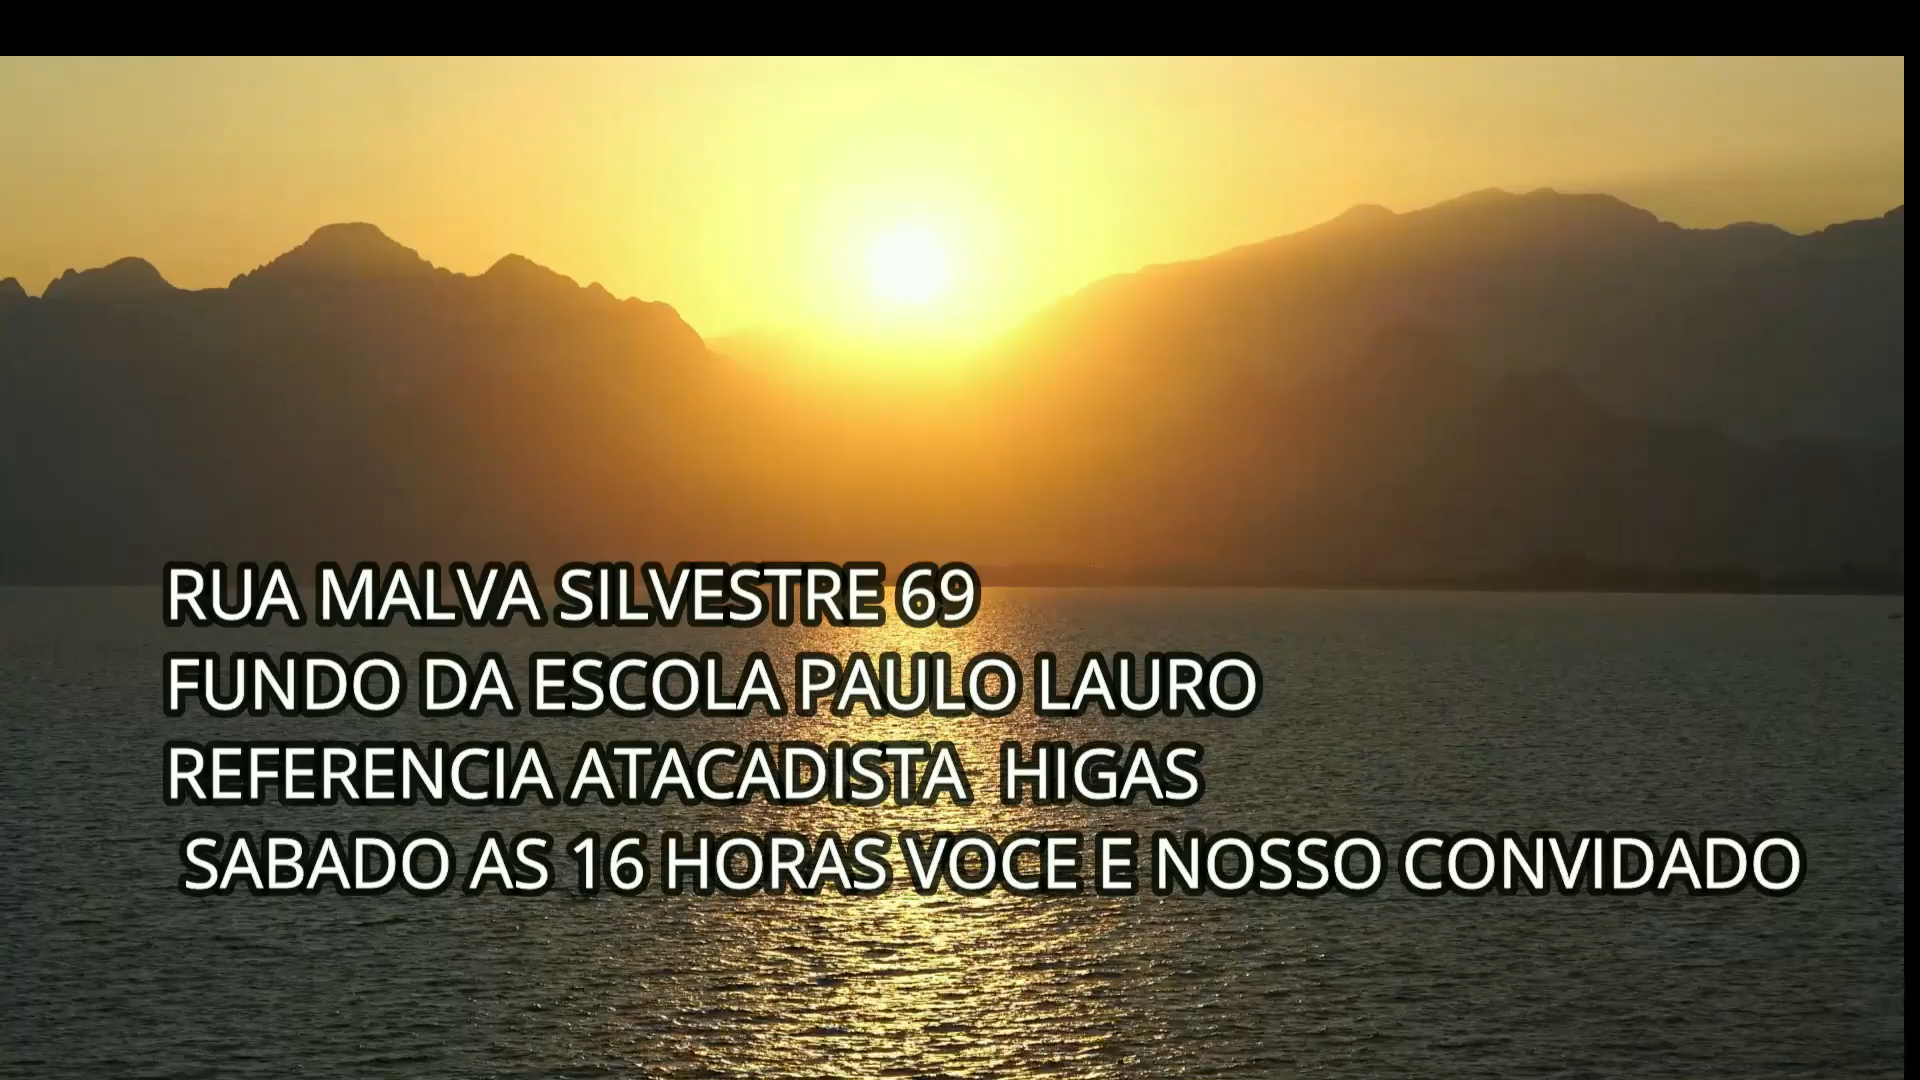 RUA MALVA SILVESTRE 69
FUNDO DA ESCOLA PAULO LAURO
REFERENCIA ATACADISTA  HIGAS
SABADO AS 16 HORAS VOCE E NOSSO CONVIDADO